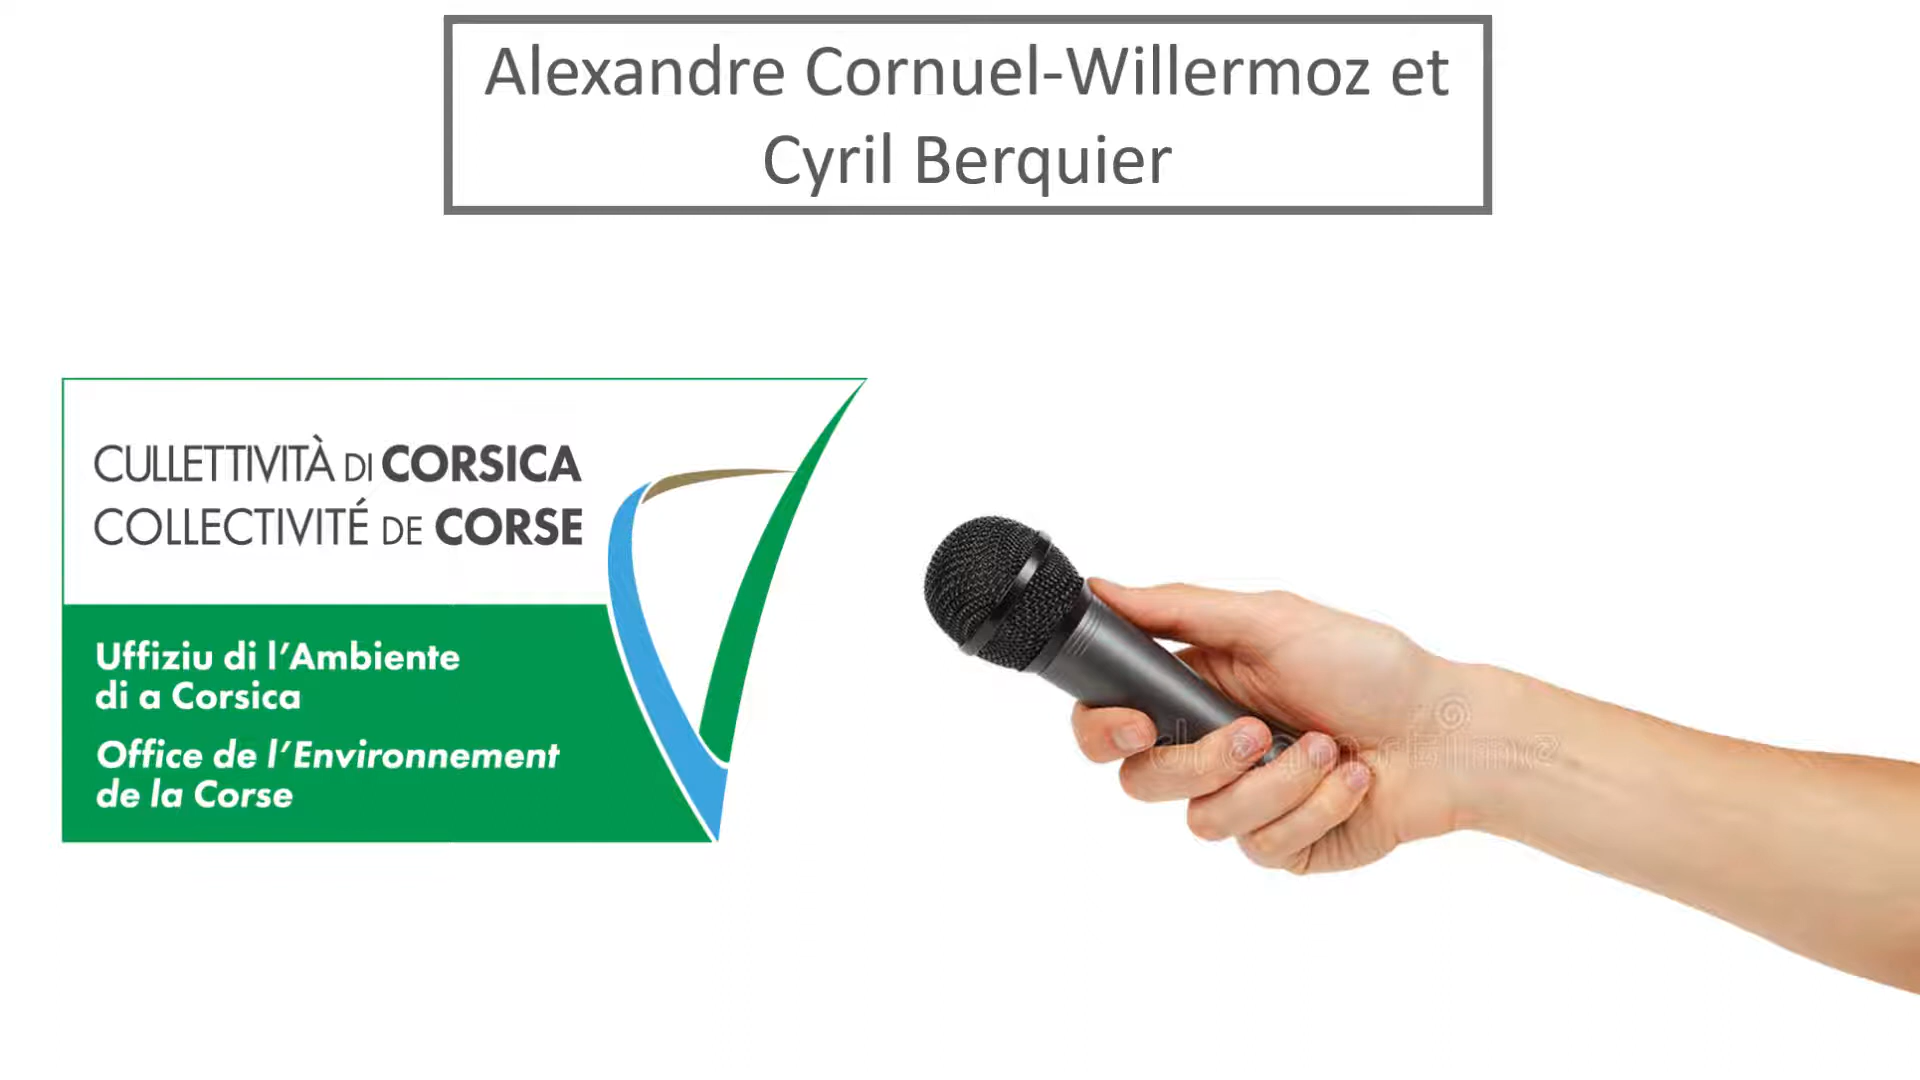 Alexandre Cornuel-Willermoz et
Cyril Berquier
CULLETTIVITÀ DI CORSICA
COLLECTIVITÉ DE CORSE
Uffiziu di l’Ambiente
di a Corsica
Office de l’Environnement
de la Corse
dreamstime